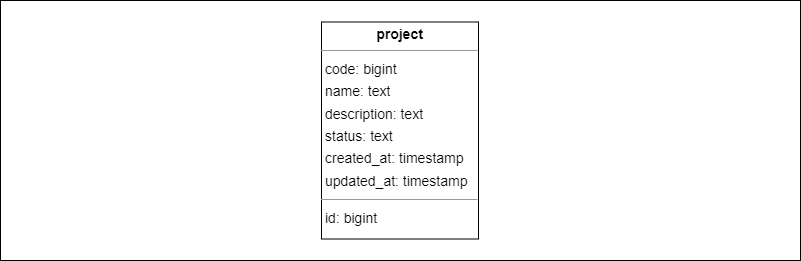 project
code: bigint
name: text
description: text
status: text
created_at: timestamp
updated_at: timestamp
id: bigint